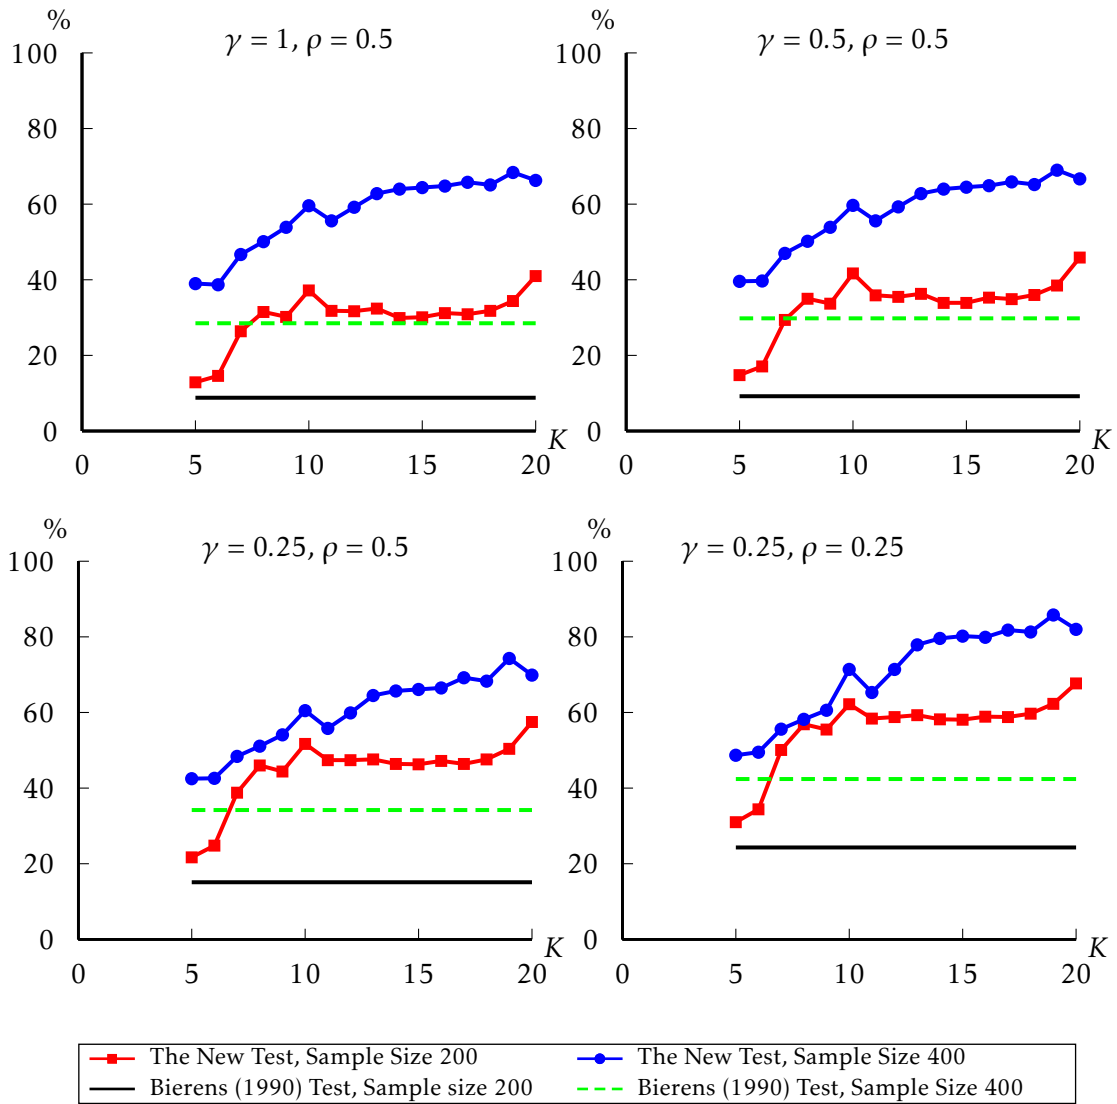 %
γ = 1, ρ = 0.5
100
80
60
40
20
0
K
0 5 10 15 20
%
γ = 0.5, ρ = 0.5
100
80
60
40
20
0
K
0 5 10 15 20
%
γ = 0.25, ρ = 0.5
100
80
60
40
20
0
K
0 5 10 15 20
%
γ = 0.25, ρ = 0.25
100
80
60
40
20
0
K
0 5 10 15 20
The New Test, Sample Size 200
The New Test, Sample Size 400
Bierens (1990) Test, Sample size 200
Bierens (1990) Test, Sample Size 400